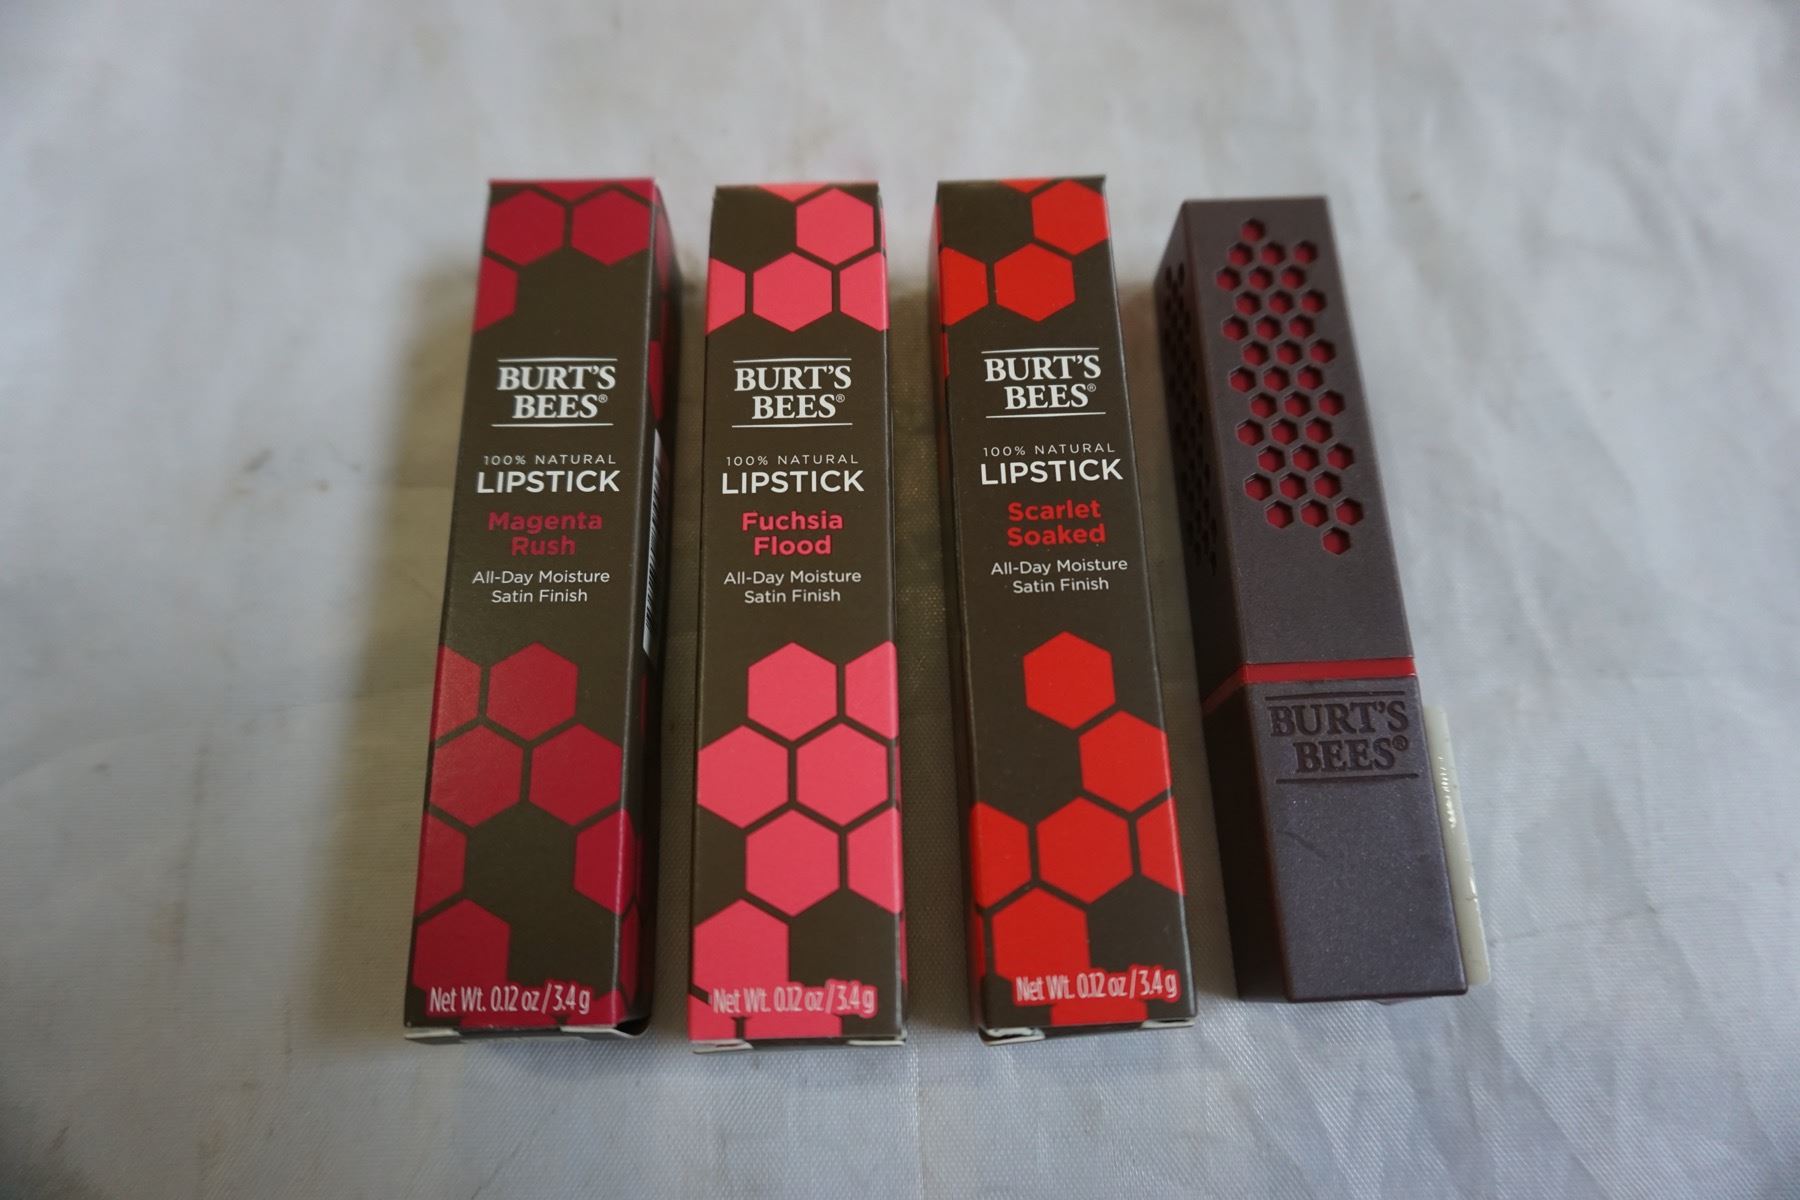 BURT'S
BEES®
100% NATURAL
LIPSTICK
Magenta
Rush
All-Day Moisture
Satin Finish
Net Wt. 0.12 oz / 3.4 g
BURT'S
BEES®
100% NATURAL
LIPSTICK
Fuchsia
Flood
All-Day Moisture
Satin Finish
Net Wt. 0.12 oz / 3.4 g
BURT'S
BEES®
100% NATURAL
LIPSTICK
Scarlet
Soaked
All-Day Moisture
Satin Finish
Net Wt. 0.12 oz / 3.4 g
BURT'S
BEES®